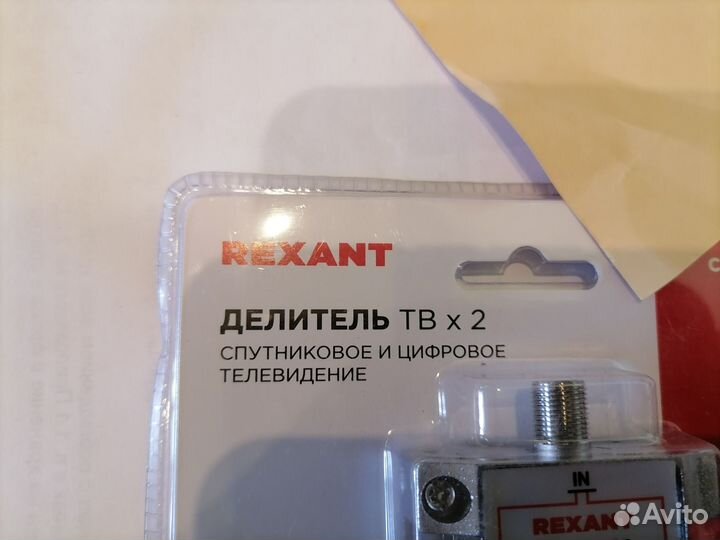 REXANT
ДЕЛИТЕЛЬ ТВ x 2
СПУТНИКОВОЕ И ЦИФРОВОЕ
ТЕЛЕВИДЕНИЕ
IN
REXANT
Avito